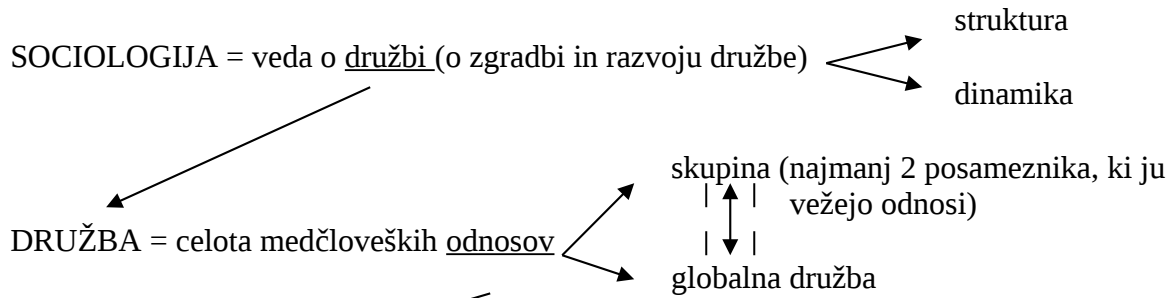 struktura
SOCIOLOGIJA = veda o družbi (o zgradbi in razvoju družbe)
dinamika
skupina (najmanj 2 posameznika, ki ju
vežejo odnosi)
DRUŽBA = celota medčloveških odnosov
globalna družba